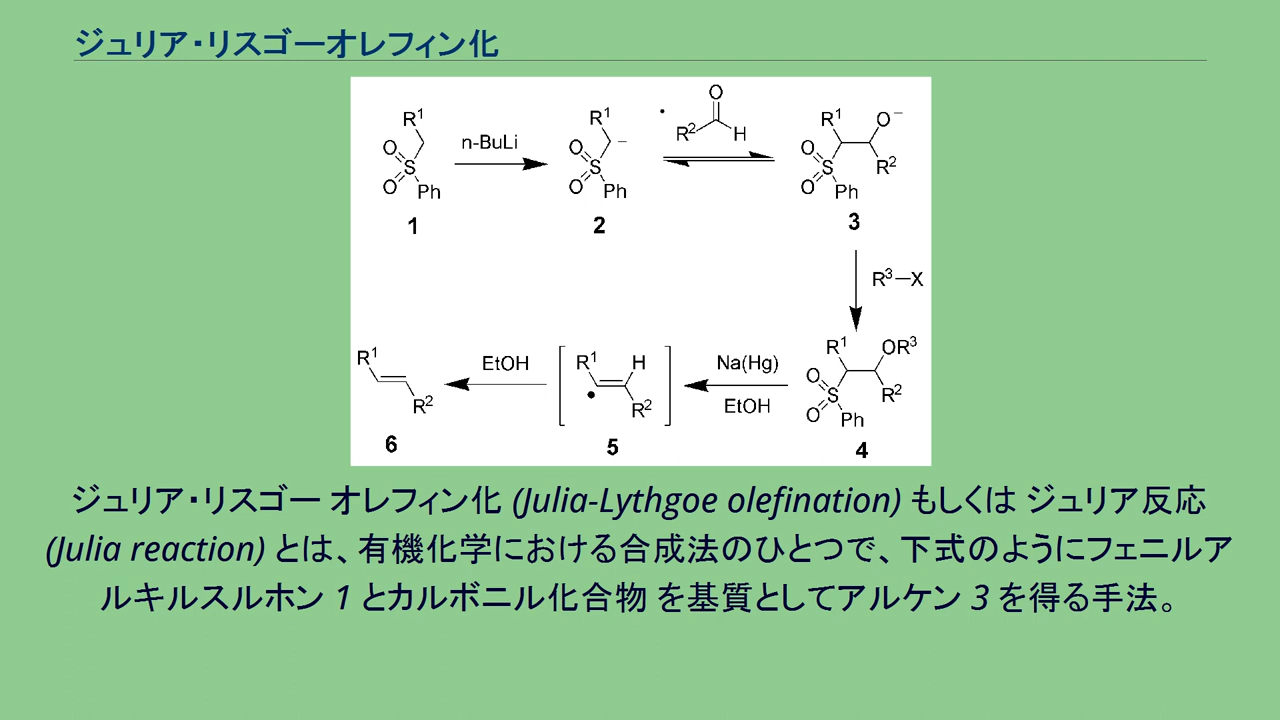 ジュリア・リスゴーオレフィン化
R¹ O S O Ph 1
n-BuLi
R¹ − O S O Ph 2
• O R² H
R¹ O− O S O R² Ph 3
R³—X
R¹ OR³ O S O R² Ph 4
Na(Hg)
EtOH
[ R¹ H • R² ] 5
EtOH
R¹ R² 6
ジュリア・リスゴー オレフィン化 (Julia-Lythgoe olefination) もしくは ジュリア反応
(Julia reaction) とは、有機化学における合成法のひとつで、下式のようにフェニルア
ルキルスルホン 1 とカルボニル化合物 を基質としてアルケン 3 を得る手法。